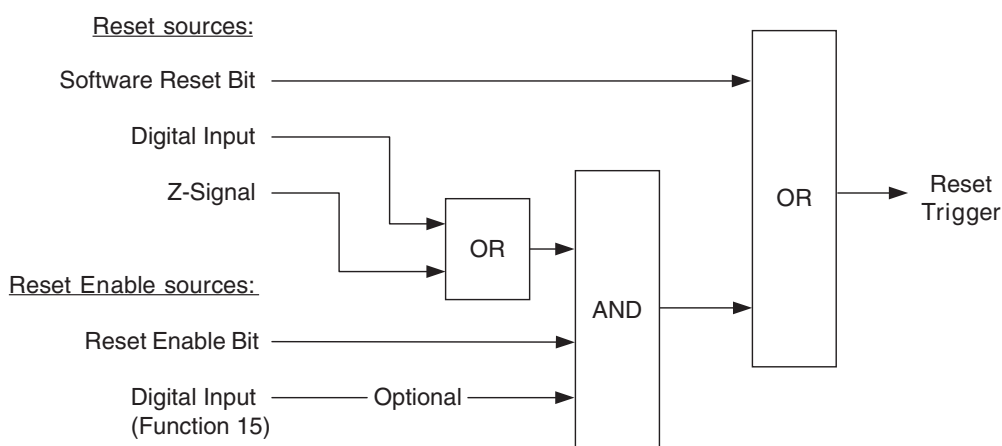 Reset sources:
Software Reset Bit
Digital Input
Z-Signal
OR
Reset Enable sources:
Reset Enable Bit
Digital Input
(Function 15)
Optional
AND
OR
Reset
Trigger